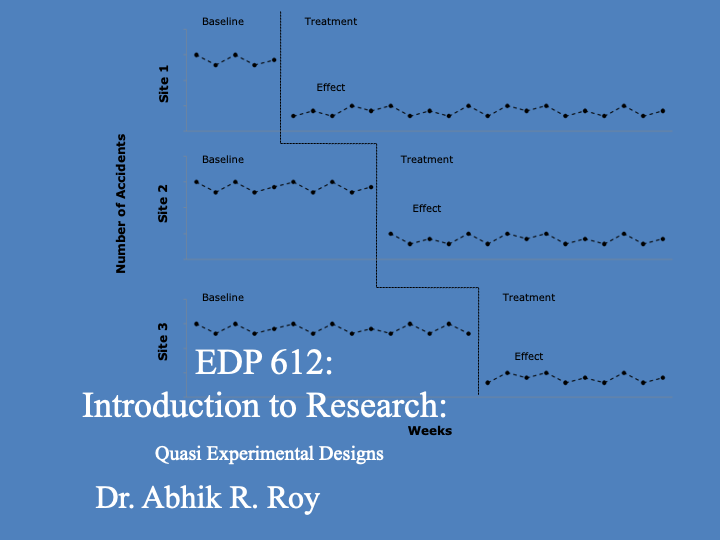 Baseline
Treatment
Site 1
Effect
Number of Accidents
Baseline
Treatment
Site 2
Effect
Baseline
Treatment
Site 3
Effect
EDP 612:
Introduction to Research:
Weeks
Quasi Experimental Designs
Dr. Abhik R. Roy